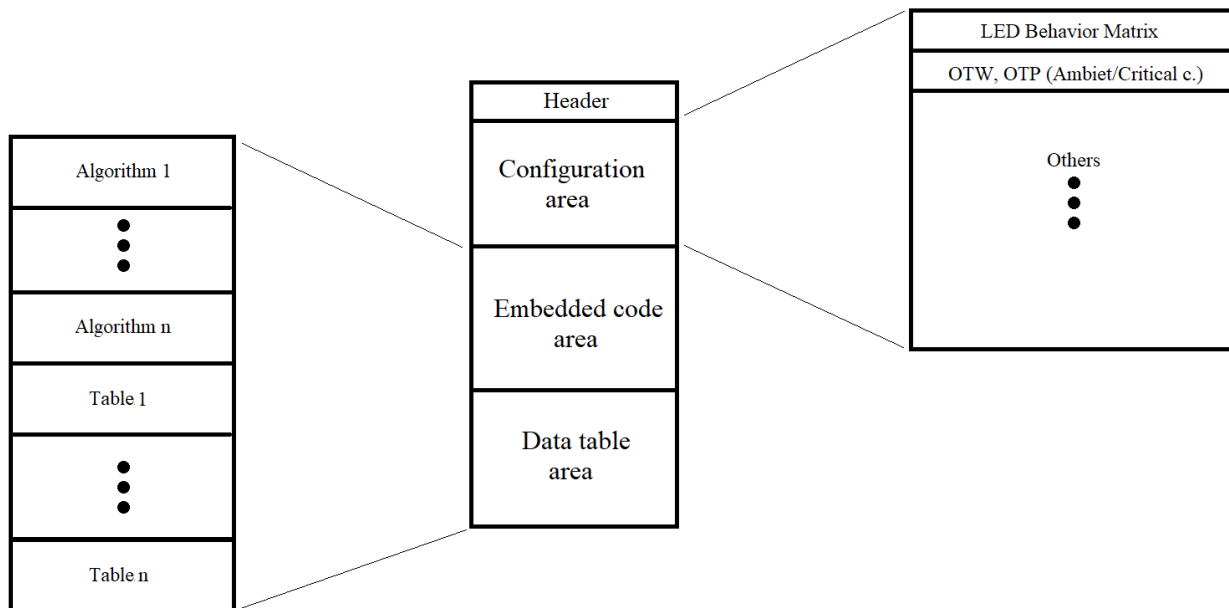 Algorithm 1
Algorithm n
Table 1
Table n
Header
Configuration
area
Embedded code
area
Data table
area
LED Behavior Matrix
OTW, OTP (Ambiet/Critical c.)
Others